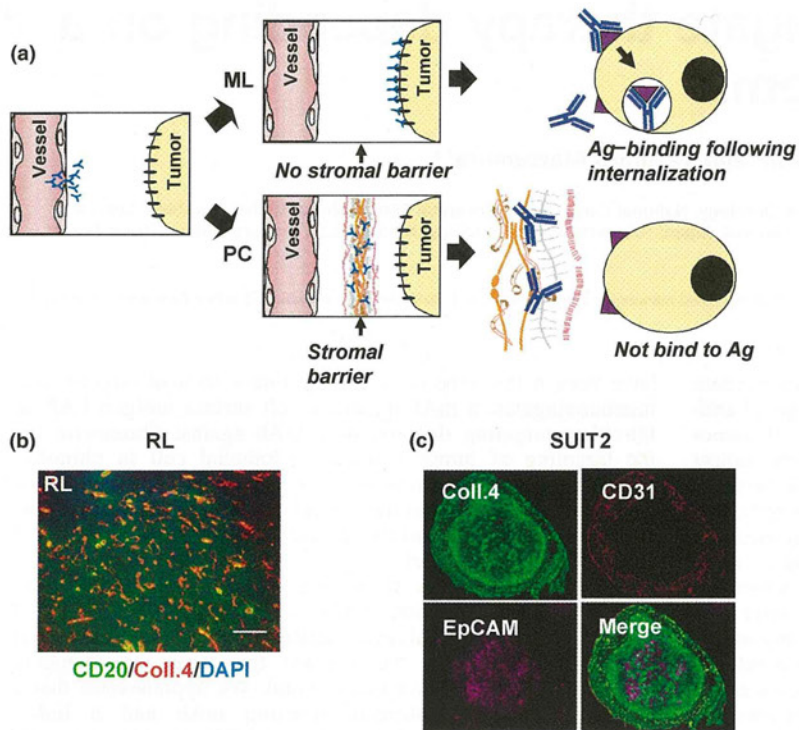 (a)
Vessel
ML
Vessel
Tumor
No stromal barrier
Ag–binding following
internalization
Vessel
Tumor
PC
Vessel
Tumor
Stromal
barrier
Not bind to Ag
(b)
RL
RL
CD20/Coll.4/DAPI
(c)
SUIT2
Coll.4
CD31
EpCAM
Merge